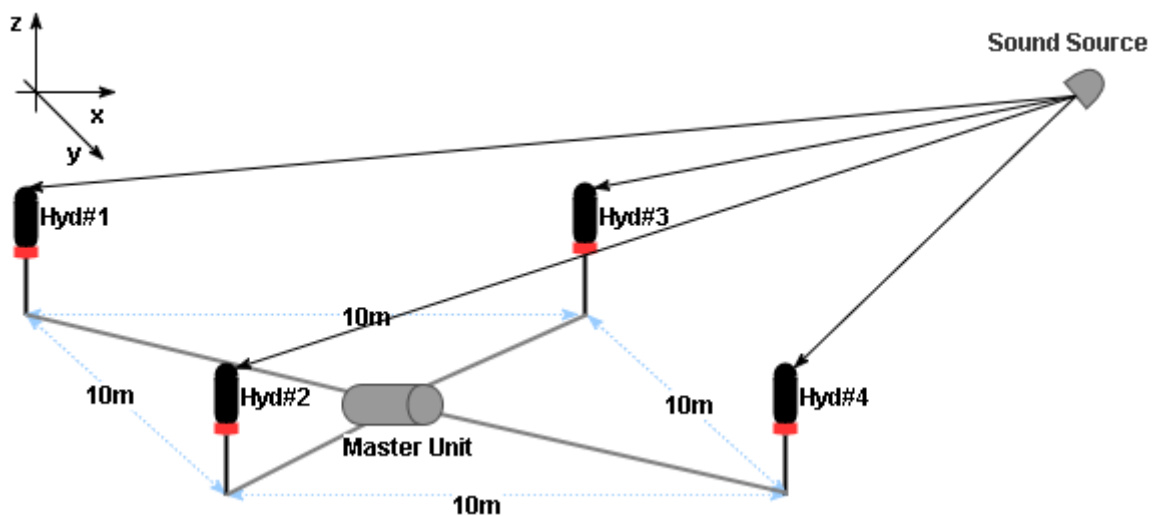 z
Sound Source
x
y
Hyd#1
Hyd#3
10m
10m
Hyd#2
10m
Hyd#4
Master Unit
10m